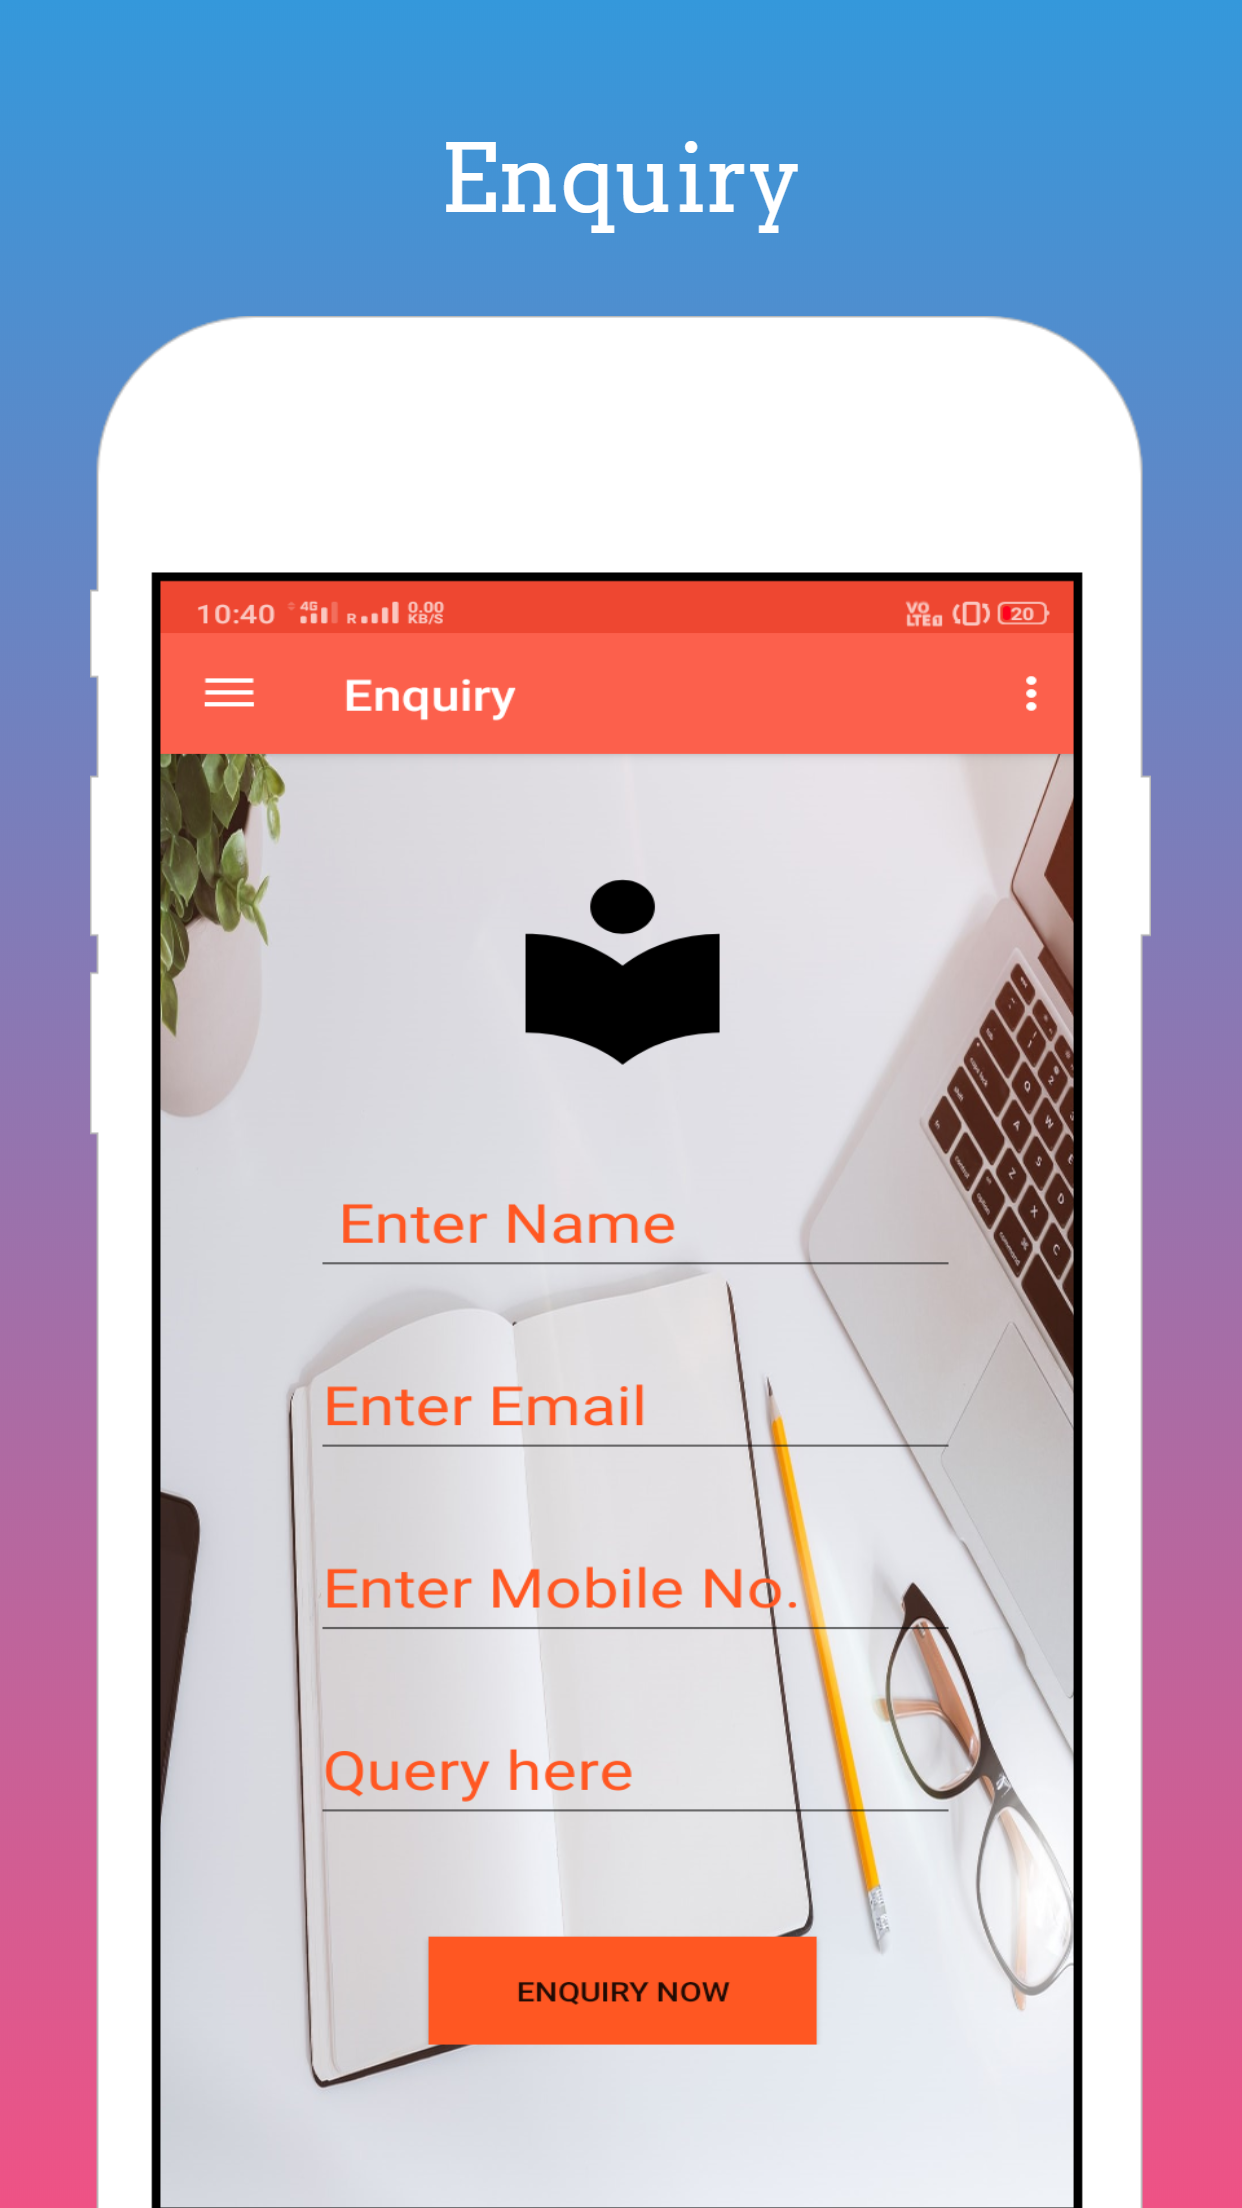 Enquiry
10:40 4G R 0.00 KB/S VO LTE 20
Enquiry
Enter Name
Enter Email
Enter Mobile No.
Query here
ENQUIRY NOW